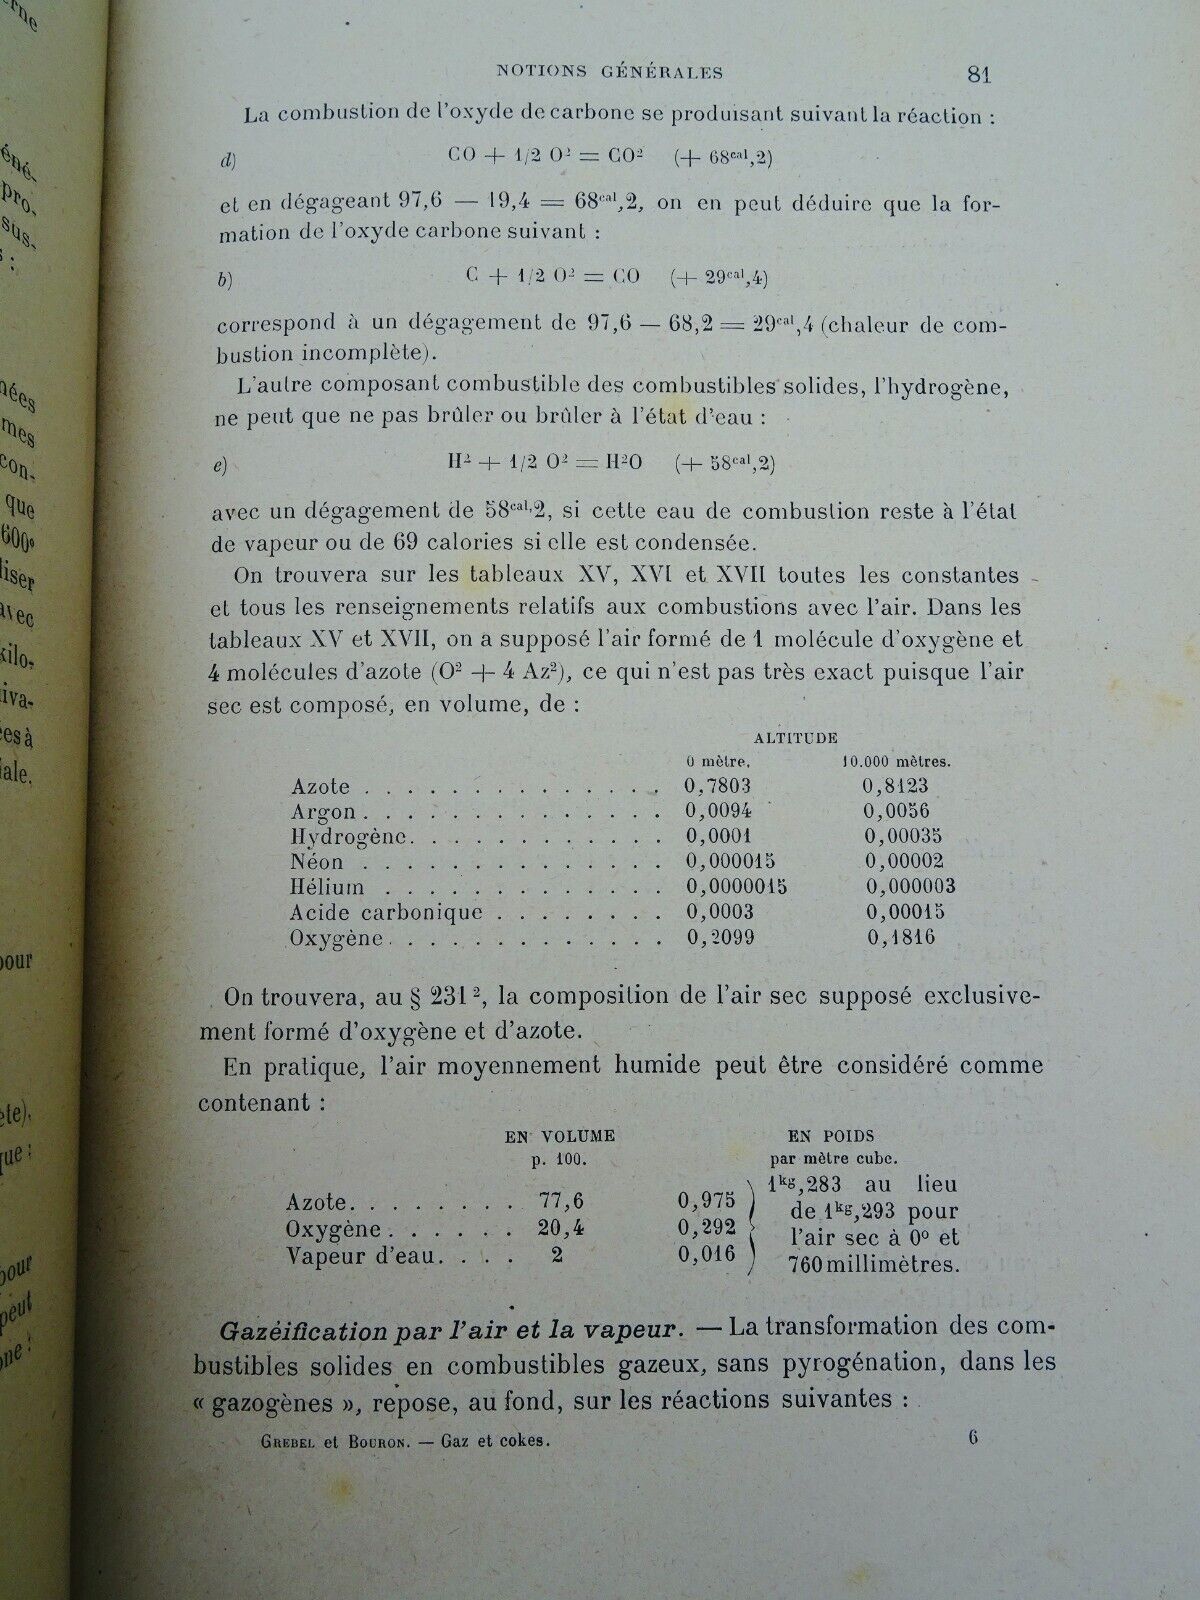 NOTIONS GÉNÉRALES 81
La combustion de l'oxyde de carbone se produisant suivant la réaction :
d) CO + 1/2 O² = CO² (+ 68ᶜᵃˡ,2)
et en dégageant 97,6 — 19,4 = 68ᶜᵃˡ,2, on en peut déduire que la for-
mation de l'oxyde carbone suivant :
b) C + 1/2 O² = CO (+ 29ᶜᵃˡ,4)
correspond à un dégagement de 97,6 — 68,2 = 29ᶜᵃˡ,4 (chaleur de com-
bustion incomplète).
L'autre composant combustible des combustibles solides, l'hydrogène,
ne peut que ne pas brûler ou brûler à l'état d'eau :
e) H² + 1/2 O² = H²O (+ 58ᶜᵃˡ,2)
avec un dégagement de 58ᶜᵃˡ,2, si cette eau de combustion reste à l'état
de vapeur ou de 69 calories si elle est condensée.
On trouvera sur les tableaux XV, XVI et XVII toutes les constantes
et tous les renseignements relatifs aux combustions avec l'air. Dans les
tableaux XV et XVII, on a supposé l'air formé de 1 molécule d'oxygène et
4 molécules d'azote (O² + 4 Az²), ce qui n'est pas très exact puisque l'air
sec est composé, en volume, de :
ALTITUDE
0 mètre. 10.000 mètres.
Azote . . . . . . . . . . . . . . 0,7803 0,8123
Argon . . . . . . . . . . . . . . 0,0094 0,0056
Hydrogène. . . . . . . . . . . . 0,0001 0,00035
Néon . . . . . . . . . . . . . . 0,000015 0,00002
Hélium . . . . . . . . . . . . . 0,0000015 0,000003
Acide carbonique . . . . . . . . 0,0003 0,00015
Oxygène . . . . . . . . . . . . . 0,2099 0,1816
On trouvera, au § 231 ², la composition de l'air sec supposé exclusive-
ment formé d'oxygène et d'azote.
En pratique, l'air moyennement humide peut être considéré comme
contenant :
EN VOLUME EN POIDS
p. 100. par mètre cube.
Azote. . . . . . . . 77,6 0,975
Oxygène . . . . . . 20,4 0,292
Vapeur d'eau. . . . 2 0,016
1ᵏᵍ,283 au lieu
de 1ᵏᵍ,293 pour
l'air sec à 0° et
760 millimètres.
Gazéification par l'air et la vapeur. — La transformation des com-
bustibles solides en combustibles gazeux, sans pyrogénation, dans les
« gazogènes », repose, au fond, sur les réactions suivantes :
GREBEL et BOURON. — Gaz et cokes. 6